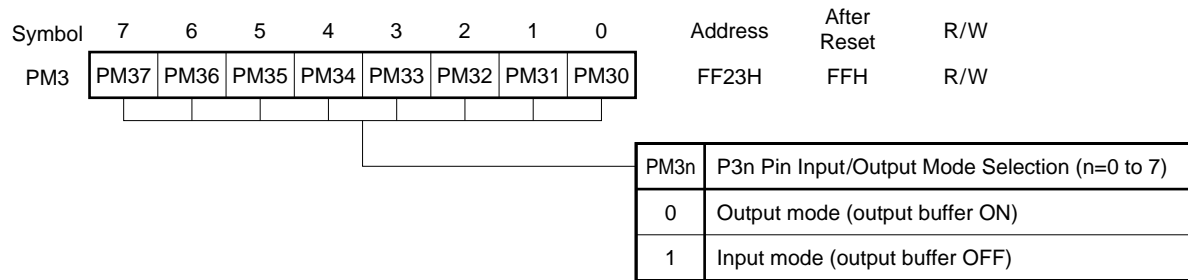 Symbol 7 6 5 4 3 2 1 0 Address After Reset R/W
PM3 PM37 PM36 PM35 PM34 PM33 PM32 PM31 PM30 FF23H FFH R/W
PM3n P3n Pin Input/Output Mode Selection (n=0 to 7)
0 Output mode (output buffer ON)
1 Input mode (output buffer OFF)